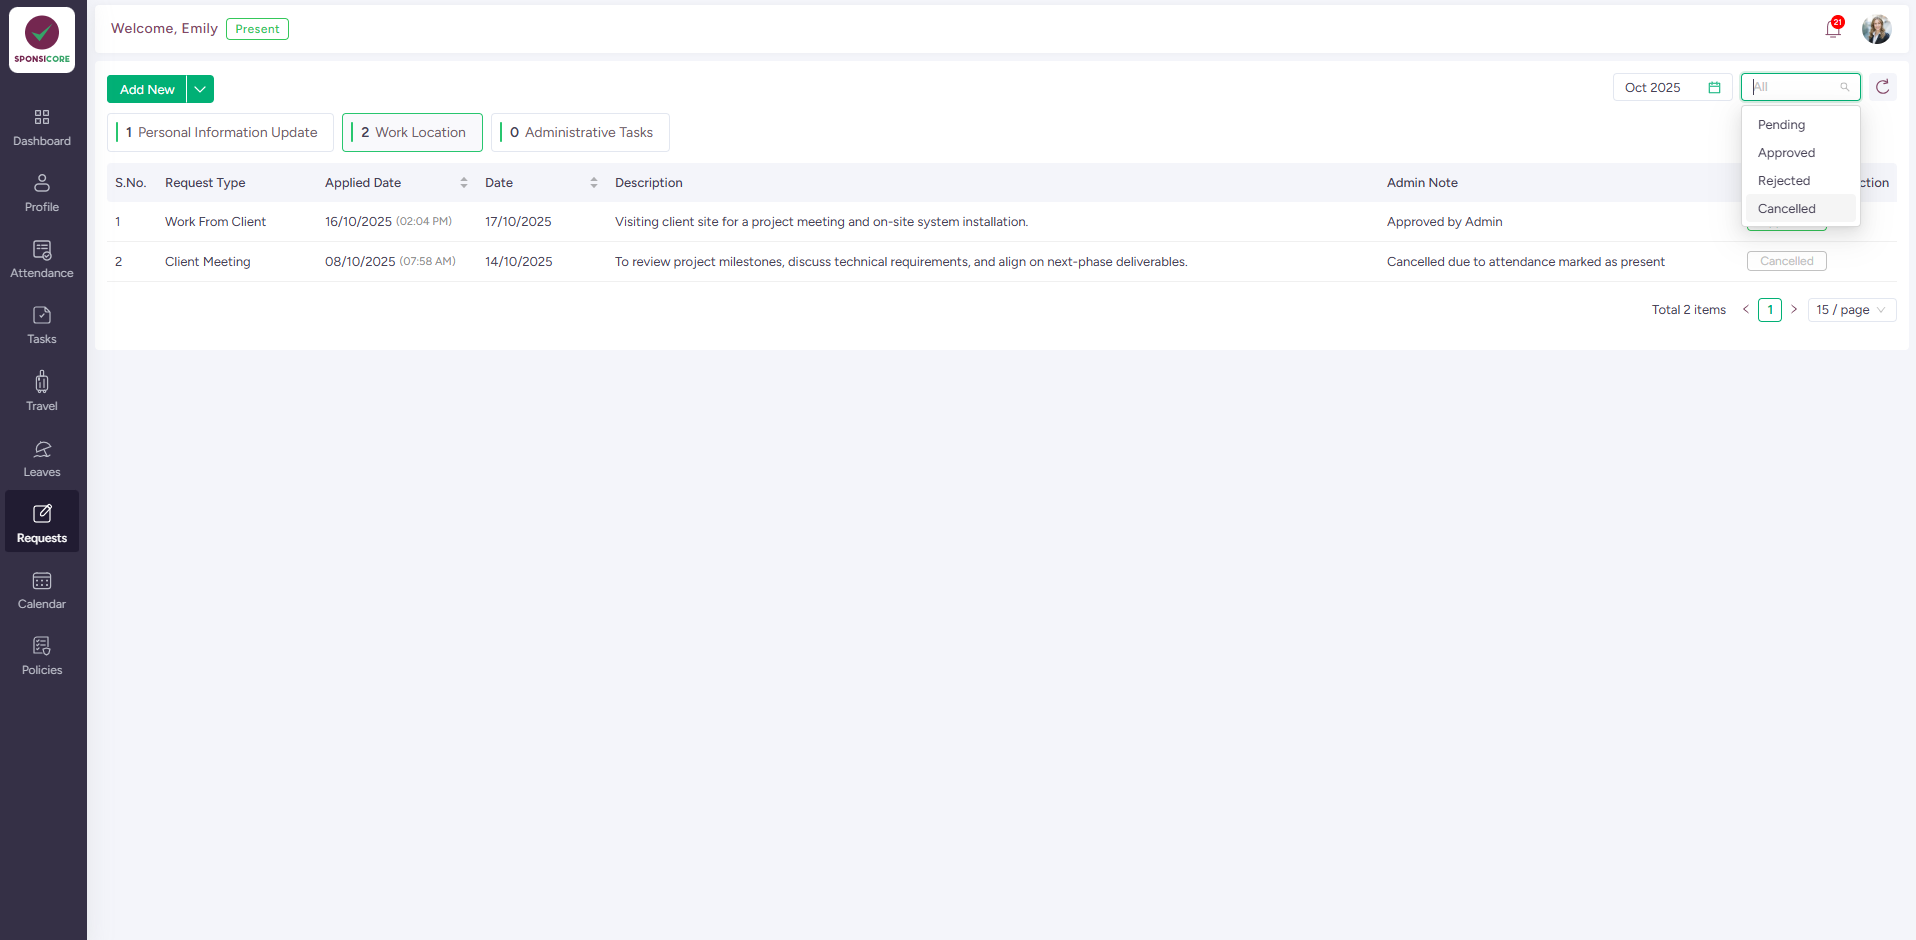 SPONSICORE
Welcome, Emily Present
21
Add New
Oct 2025
All
1 Personal Information Update
2 Work Location
0 Administrative Tasks
Pending
Approved
Rejected
Cancelled
S.No. Request Type Applied Date Date Description Admin Note ction
1 Work From Client 16/10/2025 (02:04 PM) 17/10/2025 Visiting client site for a project meeting and on-site system installation. Approved by Admin
2 Client Meeting 08/10/2025 (07:58 AM) 14/10/2025 To review project milestones, discuss technical requirements, and align on next-phase deliverables. Cancelled due to attendance marked as present Cancelled
Total 2 items < 1 > 15 / page
Dashboard
Profile
Attendance
Tasks
Travel
Leaves
Requests
Calendar
Policies